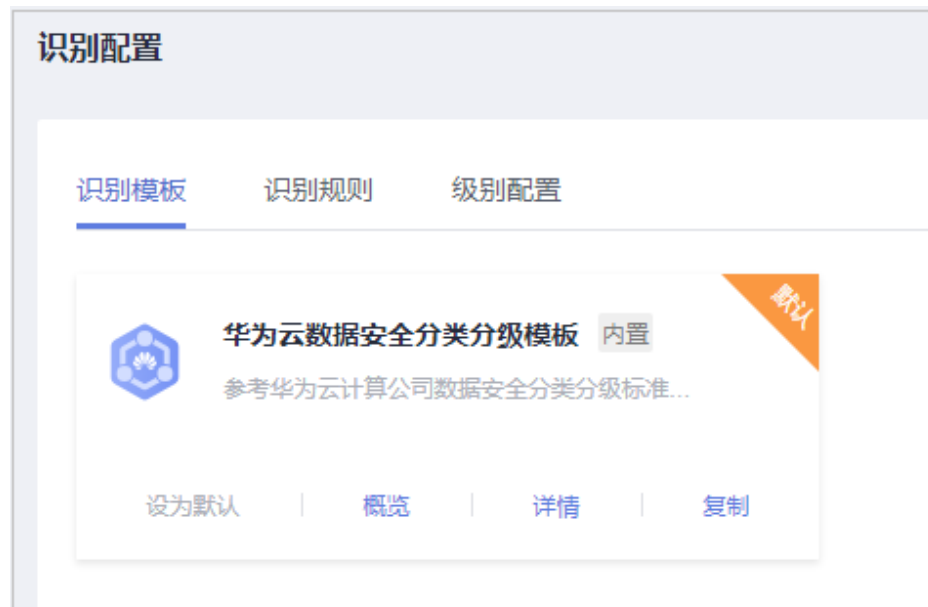 识别配置
识别模板 识别规则 级别配置
默认
华为云数据安全分类分级模板 内置
参考华为云计算公司数据安全分类分级标准...
设为默认 概览 详情 复制